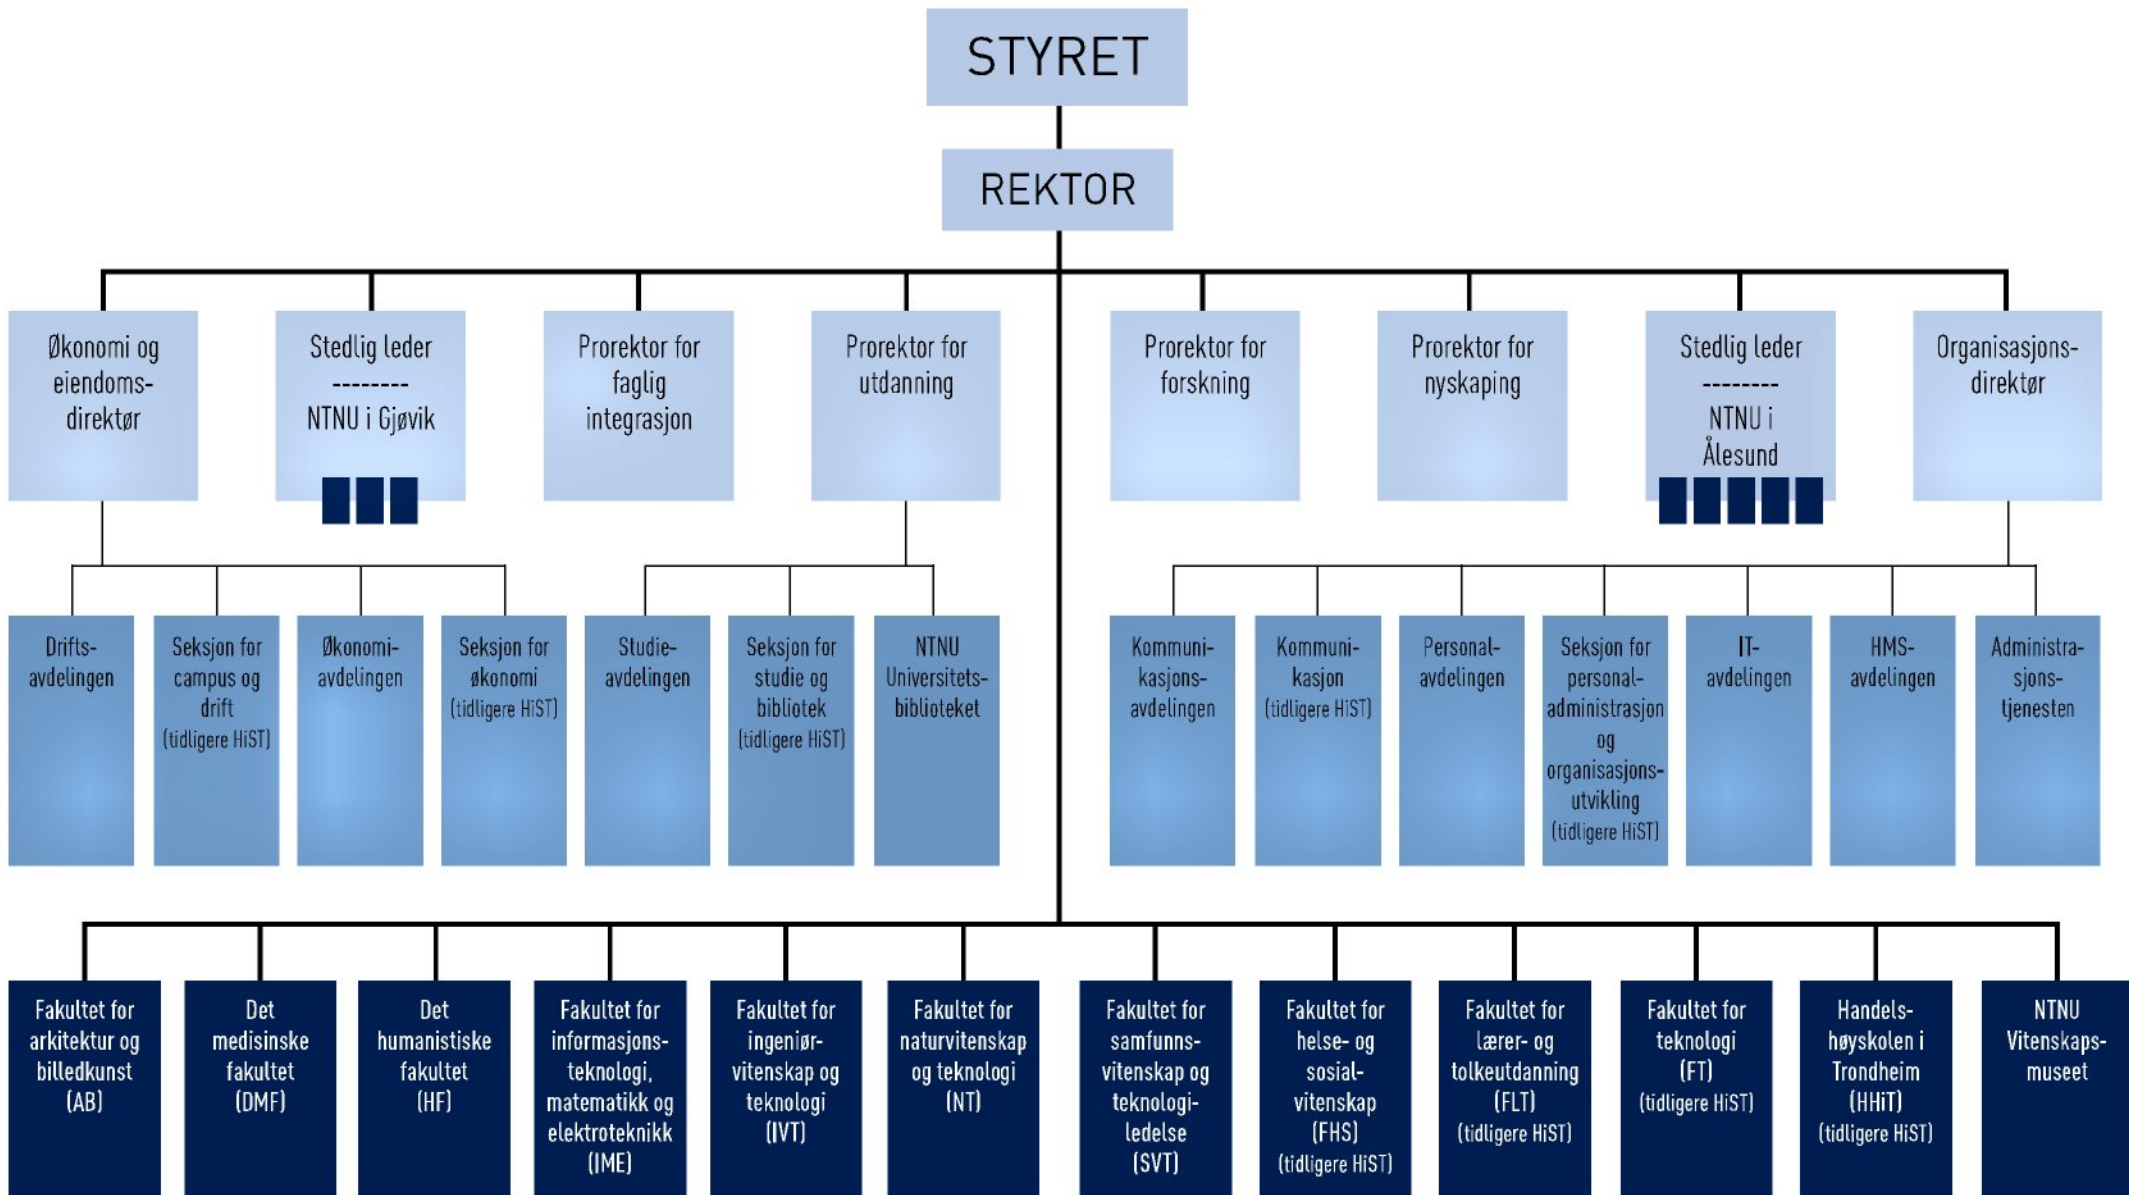 STYRET
REKTOR
Økonomi og
eiendoms-
direktør
Stedlig leder
--------
NTNU i Gjøvik
Prorektor for
faglig
integrasjon
Prorektor for
utdanning
Prorektor for
forskning
Prorektor for
nyskaping
Stedlig leder
--------
NTNU i
Ålesund
Organisasjons-
direktør
Drifts-
avdelingen
Seksjon for
campus og
drift
(tidligere HiST)
Økonomi-
avdelingen
Seksjon for
økonomi
(tidligere HiST)
Studie-
avdelingen
Seksjon for
studie og
bibliotek
(tidligere HiST)
NTNU
Universitets-
biblioteket
Kommuni-
kasjons-
avdelingen
Kommuni-
kasjon
(tidligere HiST)
Personal-
avdelingen
Seksjon for
personal-
administrasjon
og
organisasjons-
utvikling
(tidligere HiST)
IT-
avdelingen
HMS-
avdelingen
Administra-
sjons-
tjenesten
Fakultet for
arkitektur og
billedkunst
(AB)
Det
medisinske
fakultet
(DMF)
Det
humanistiske
fakultet
(HF)
Fakultet for
informasjons-
teknologi,
matematikk og
elektroteknikk
(IME)
Fakultet for
ingeniør-
vitenskap og
teknologi
(IVT)
Fakultet for
naturvitenskap
og teknologi
(NT)
Fakultet for
samfunns-
vitenskap og
teknologi-
ledelse
(SVT)
Fakultet for
helse- og
sosial-
vitenskap
(FHS)
(tidligere HiST)
Fakultet for
lærer- og
tolkeutdanning
(FLT)
(tidligere HiST)
Fakultet for
teknologi
(FT)
(tidligere HiST)
Handels-
høyskolen i
Trondheim
(HHiT)
(tidligere HiST)
NTNU
Vitenskaps-
museet